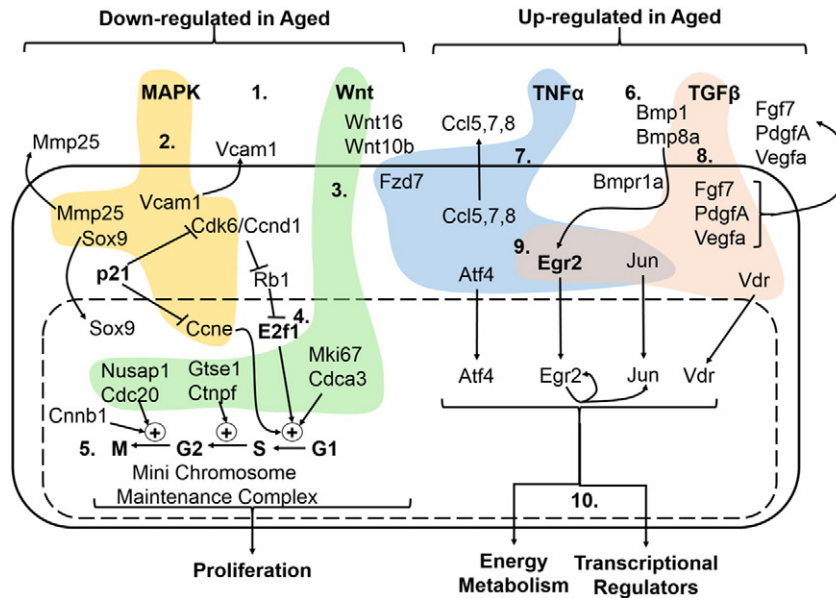 Down-regulated in Aged
Up-regulated in Aged
MAPK
1.
Wnt
TNFα
6.
TGFβ
Mmp25
2.
Vcam1
Wnt16
Wnt10b
Ccl5,7,8
7.
Bmp1
Bmp8a
8.
Fgf7
PdgfA
Vegfa
3.
Fzd7
Bmpr1a
Mmp25
Sox9
Vcam1
Cdk6/Ccnd1
Ccl5,7,8
Fgf7
PdgfA
Vegfa
p21
Rb1
9.
Egr2
Jun
Atf4
Vdr
Sox9
Ccne
4.
E2f1
Nusap1
Cdc20
Gtse1
Ctnpf
Mki67
Cdca3
Atf4
Egr2
Jun
Vdr
Cnnb1
+
+
+
5.
M
G2
S
G1
Mini Chromosome
Maintenance Complex
10.
Proliferation
Energy
Metabolism
Transcriptional
Regulators